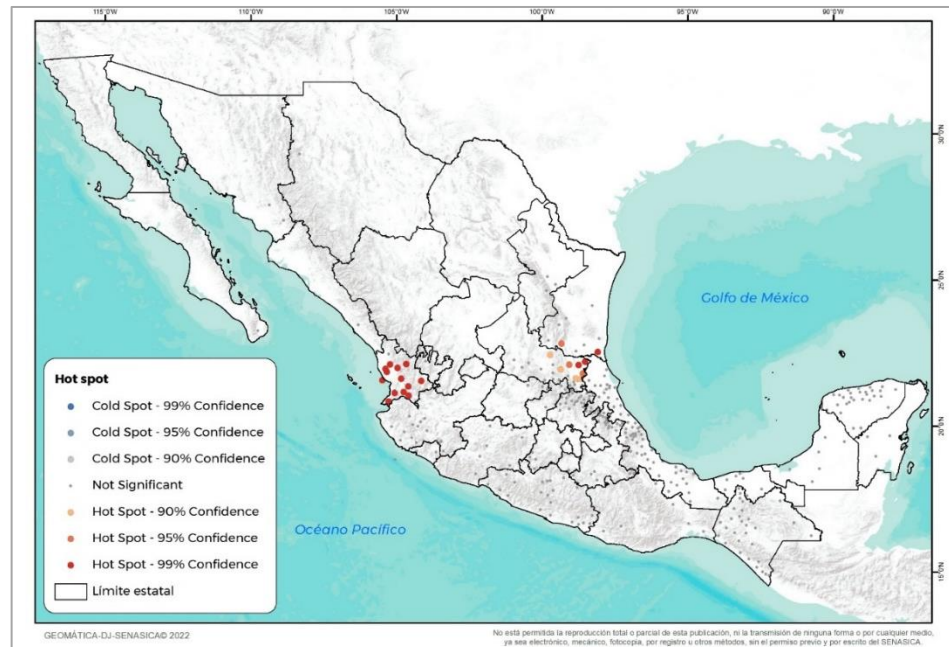 115°0'W 105°0'W 100°0'W 95°0'W 90°0'W
30°0'N
25°0'N
20°0'N
15°0'N
Golfo de México
Océano Pacífico
Hot spot
Cold Spot - 99% Confidence
Cold Spot - 95% Confidence
Cold Spot - 90% Confidence
Not Significant
Hot Spot - 90% Confidence
Hot Spot - 95% Confidence
Hot Spot - 99% Confidence
Límite estatal
GEOMÁTICA-DJ-SENASICA© 2022
No está permitida la reproducción total o parcial de esta publicación, ni la transmisión de ninguna forma o por cualquier medio,
ya sea electrónico, mecánico, fotocopia, por registro u otros métodos, sin el permiso previo y por escrito del SENASICA.